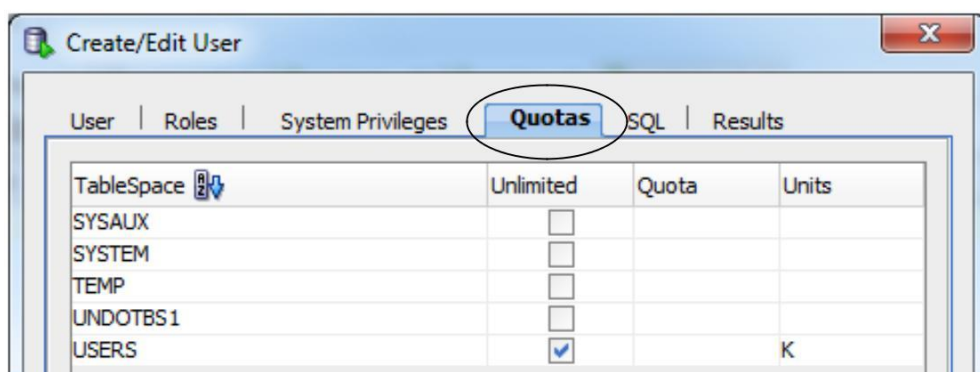 Create/Edit User
User Roles System Privileges Quotas SQL Results
TableSpace Unlimited Quota Units
SYSAUX
SYSTEM
TEMP
UNDOTBS1
USERS K